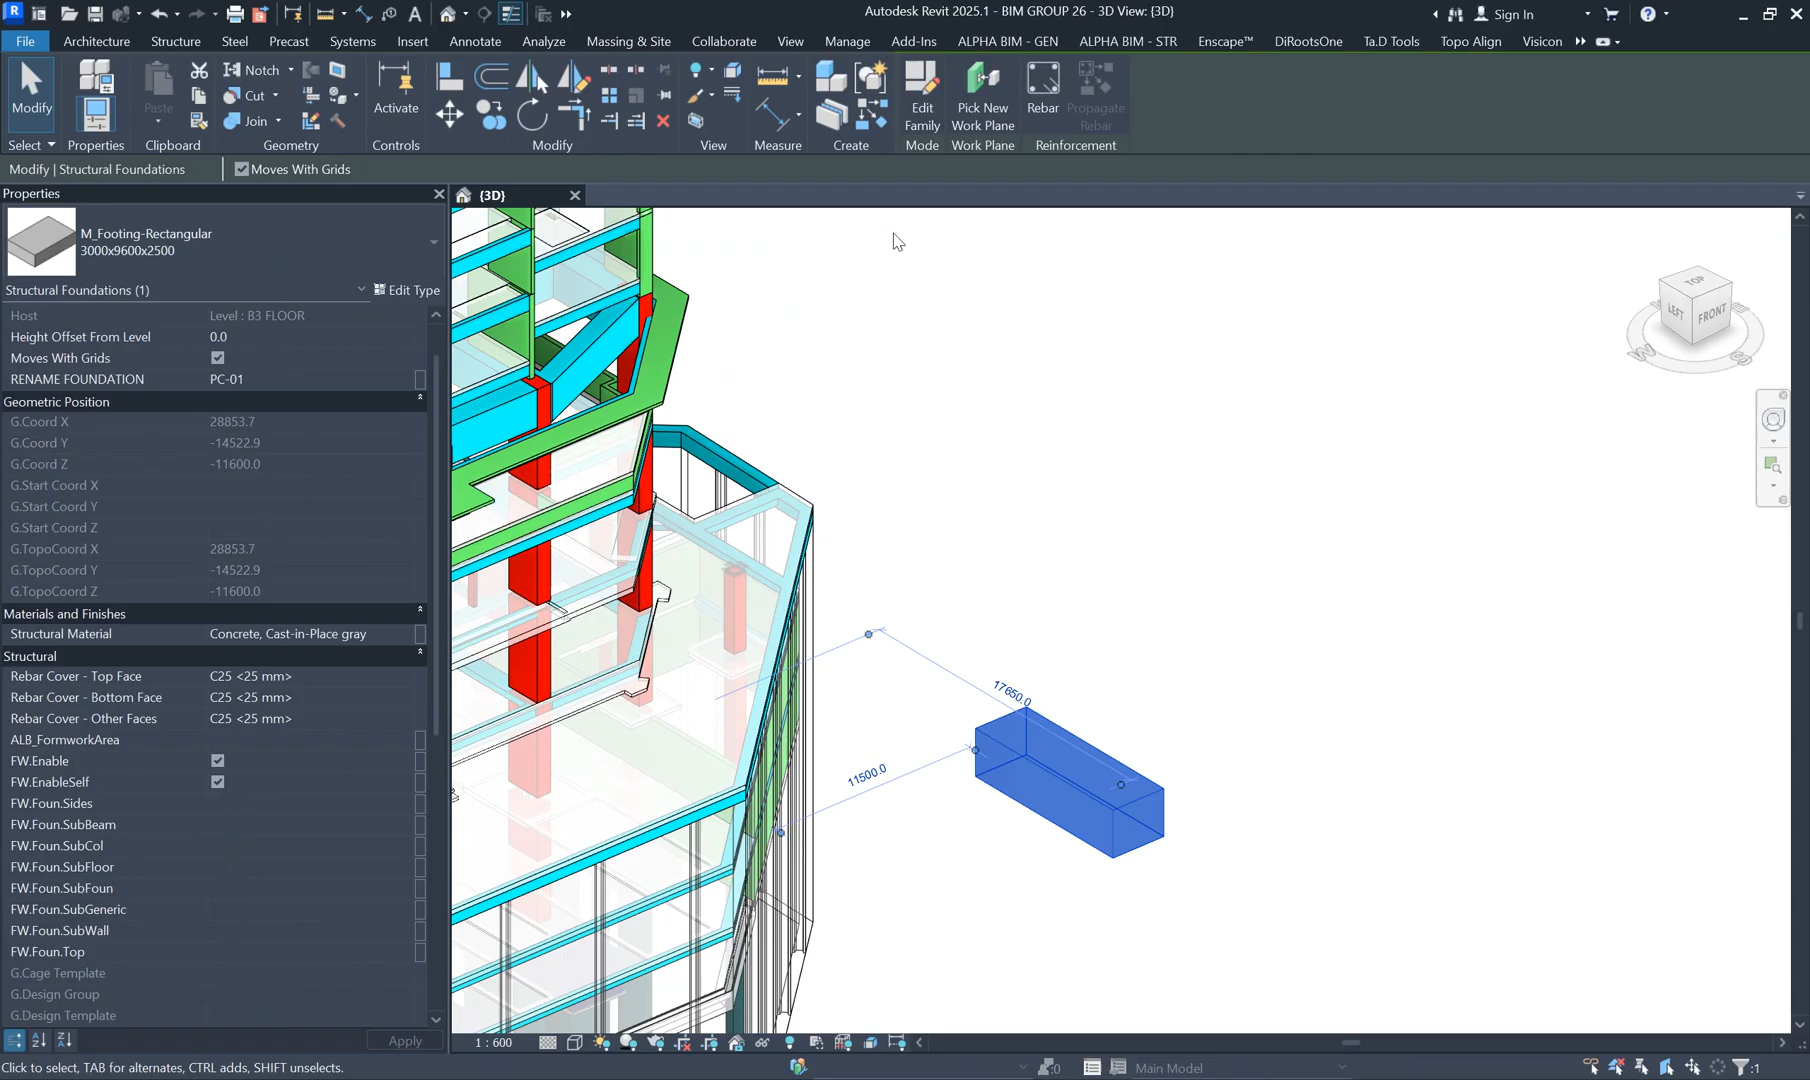 Autodesk Revit 2025.1 - BIM GROUP 26 - 3D View: {3D}
Sign In
File Architecture Structure Steel Precast Systems Insert Annotate Analyze Massing & Site Collaborate View Manage Add-Ins ALPHA BIM - GEN ALPHA BIM - STR Enscape™ DiRootsOne Ta.D Tools Topo Align Visicon
Modify
Paste
Notch
Cut
Join
Activate
Edit Family
Pick New Work Plane
Rebar
Propagate Rebar
Select Properties Clipboard Geometry Controls Modify View Measure Create Mode Work Plane Reinforcement
Modify | Structural Foundations Moves With Grids
Properties
{3D}
M_Footing-Rectangular
3000x9600x2500
Structural Foundations (1) Edit Type
Host Level : B3 FLOOR
Height Offset From Level 0.0
Moves With Grids
RENAME FOUNDATION PC-01
Geometric Position
G.Coord X 28853.7
G.Coord Y -14522.9
G.Coord Z -11600.0
G.Start Coord X
G.Start Coord Y
G.Start Coord Z
G.TopoCoord X 28853.7
G.TopoCoord Y -14522.9
G.TopoCoord Z -11600.0
Materials and Finishes
Structural Material Concrete, Cast-in-Place gray
Structural
Rebar Cover - Top Face C25 <25 mm>
Rebar Cover - Bottom Face C25 <25 mm>
Rebar Cover - Other Faces C25 <25 mm>
ALB_FormworkArea
FW.Enable
FW.EnableSelf
FW.Foun.Sides
FW.Foun.SubBeam
FW.Foun.SubCol
FW.Foun.SubFloor
FW.Foun.SubFoun
FW.Foun.SubGeneric
FW.Foun.SubWall
FW.Foun.Top
G.Cage Template
G.Design Group
G.Design Template
Apply
17650.0
11500.0
TOP
LEFT
FRONT
W
S
1 : 600
Click to select, TAB for alternates, CTRL adds, SHIFT unselects.
:0
Main Model
:1